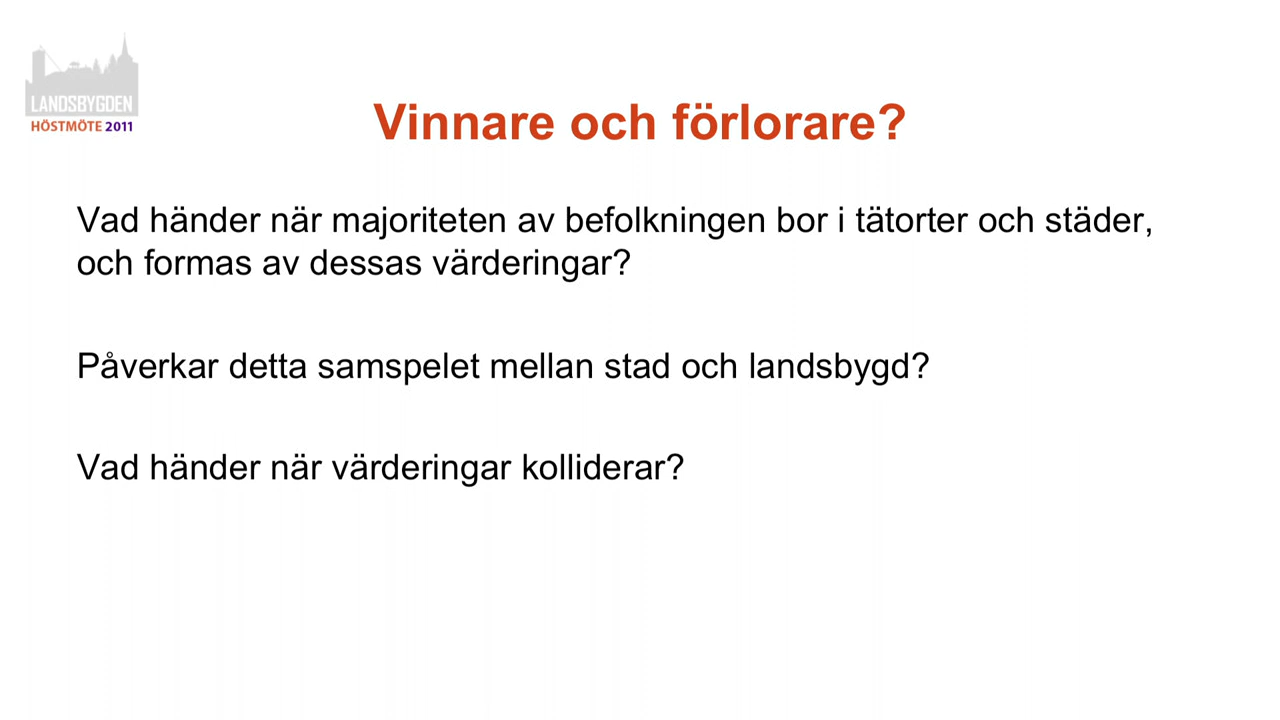 LANDSBYGDEN
HÖSTMÖTE 2011
Vinnare och förlorare?
Vad händer när majoriteten av befolkningen bor i tätorter och städer,
och formas av dessas värderingar?
Påverkar detta samspelet mellan stad och landsbygd?
Vad händer när värderingar kolliderar?